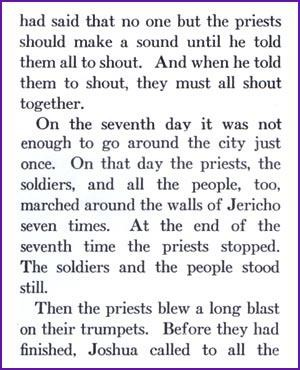 had said that no one but the priests
should make a sound until he told
them all to shout. And when he told
them to shout, they must all shout
together.
On the seventh day it was not
enough to go around the city just
once. On that day the priests, the
soldiers, and all the people, too,
marched around the walls of Jericho
seven times. At the end of the
seventh time the priests stopped.
The soldiers and the people stood
still.
Then the priests blew a long blast
on their trumpets. Before they had
finished, Joshua called to all the